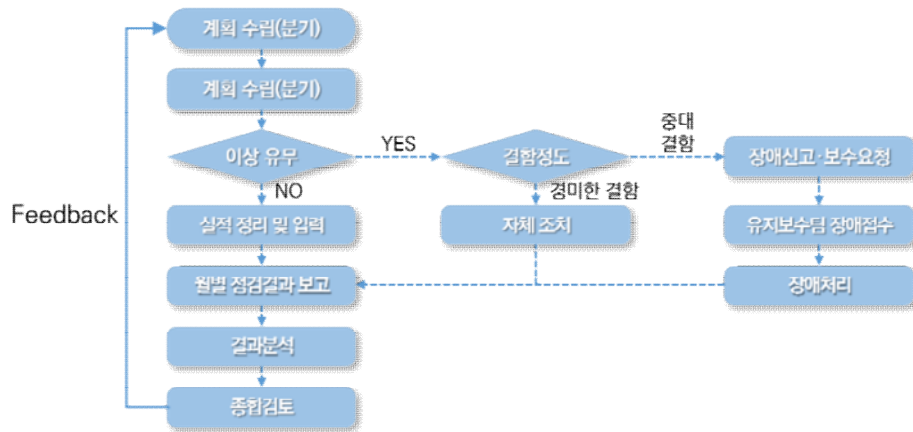 계획 수립(분기)
계획 수립(분기)
이상 유무
YES
결함정도
중대
결함
장애신고·보수요청
NO
경미한 결함
Feedback
실적 정리 및 입력
자체 조치
유지보수팀 장애접수
월별 점검결과 보고
장애처리
결과분석
종합검토